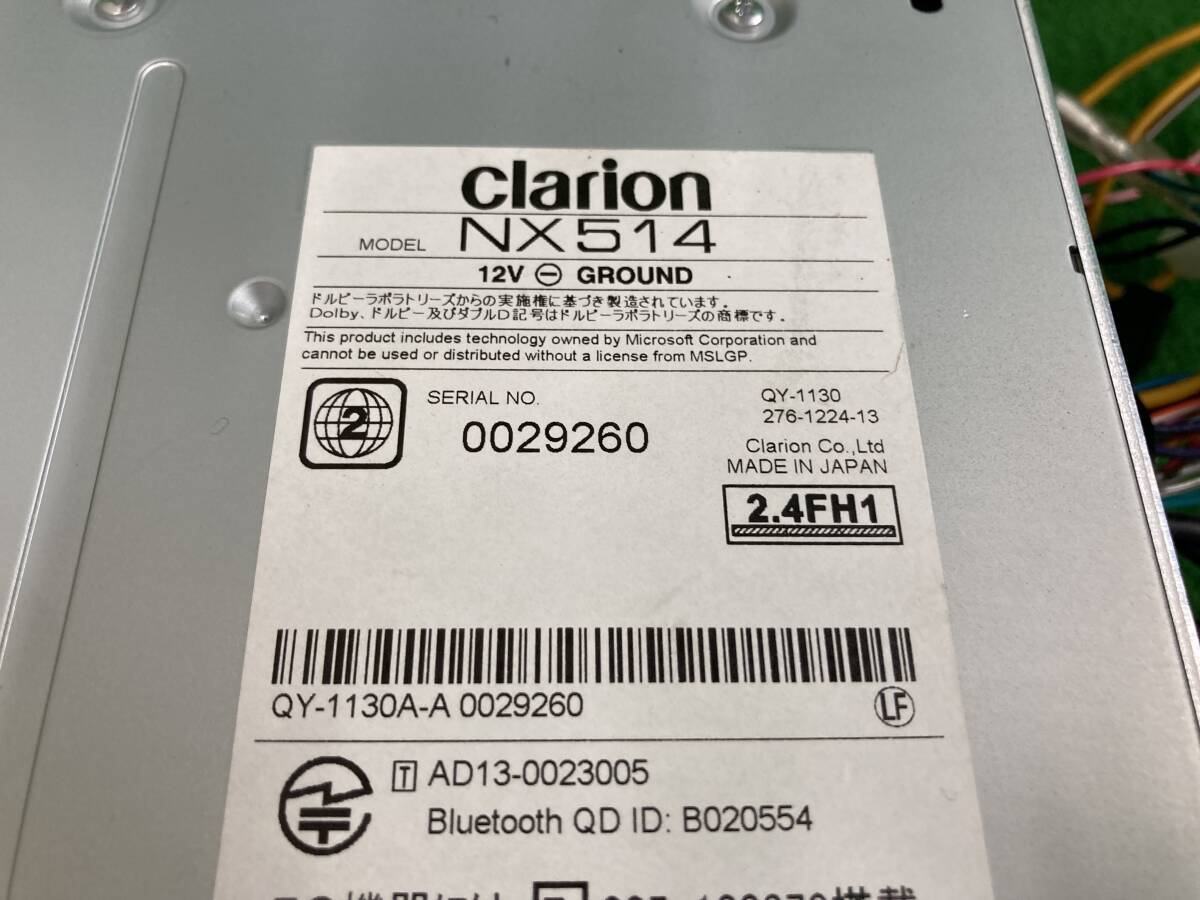 clarion
MODEL NX514
12V ⊖ GROUND
ドルビーラボラトリーズからの実施権に基づき製造されています。
Dolby、ドルビー及びダブルD記号はドルビーラボラトリーズの商標です。
This product includes technology owned by Microsoft Corporation and
cannot be used or distributed without a license from MSLGP.
2
SERIAL NO.
0029260
QY-1130
276-1224-13
Clarion Co.,Ltd
MADE IN JAPAN
2.4FH1
QY-1130A-A 0029260
LF
T AD13-0023005
Bluetooth QD ID: B020554